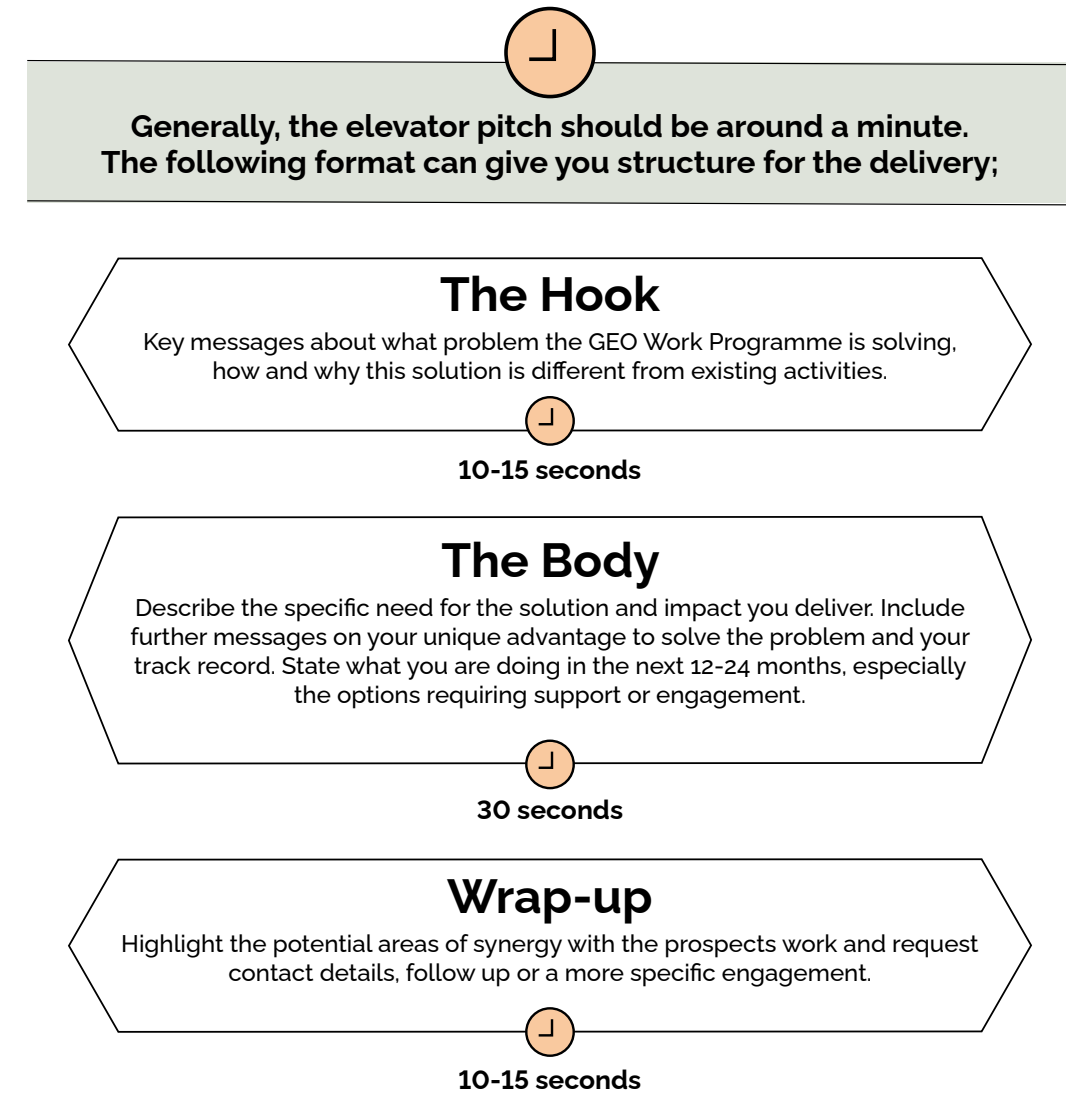 Generally, the elevator pitch should be around a minute.
The following format can give you structure for the delivery;
The Hook
Key messages about what problem the GEO Work Programme is solving,
how and why this solution is different from existing activities.
10-15 seconds
The Body
Describe the specific need for the solution and impact you deliver. Include
further messages on your unique advantage to solve the problem and your
track record. State what you are doing in the next 12-24 months, especially
the options requiring support or engagement.
30 seconds
Wrap-up
Highlight the potential areas of synergy with the prospects work and request
contact details, follow up or a more specific engagement.
10-15 seconds